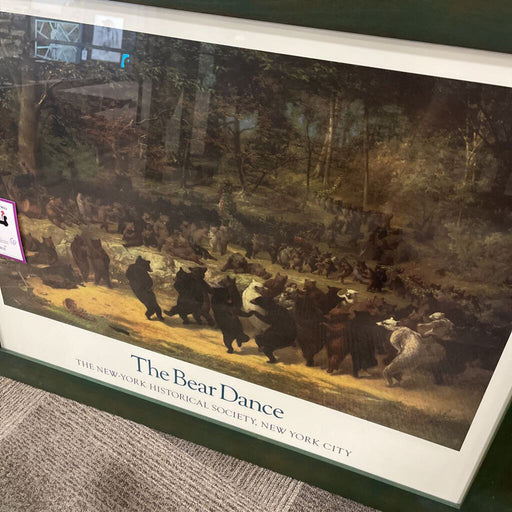 The Bear Dance
THE NEW-YORK HISTORICAL SOCIETY, NEW YORK CITY